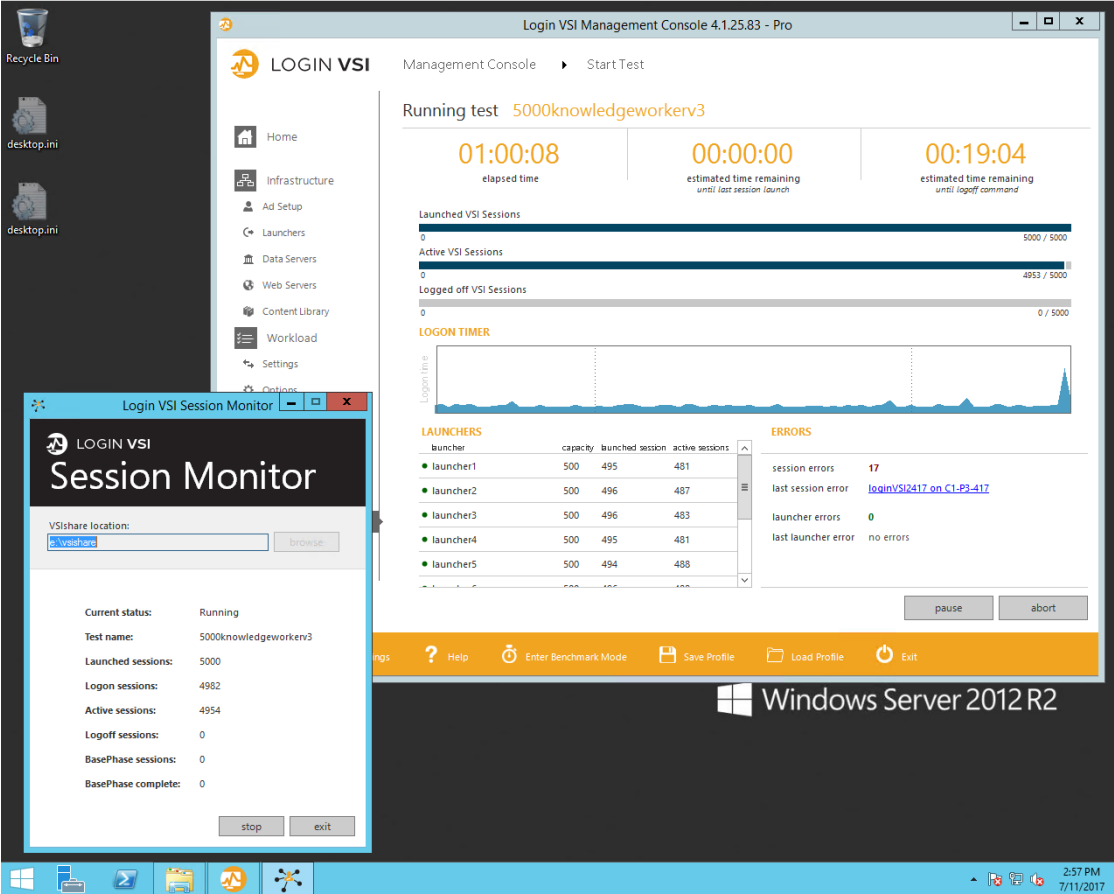 Recycle Bin
desktop.ini
desktop.ini
Login VSI Management Console 4.1.25.83 - Pro
LOGIN VSI
Management Console
Start Test
Running test 5000knowledgeworkerv3
01:00:08
elapsed time
00:00:00
estimated time remaining
until last session launch
00:19:04
estimated time remaining
until logoff command
Home
Infrastructure
Ad Setup
Launchers
Data Servers
Web Servers
Content Library
Workload
Settings
Options
Launched VSI Sessions
0 5000 / 5000
Active VSI Sessions
0 4953 / 5000
Logged off VSI Sessions
0 0 / 5000
LOGON TIMER
Logon time
LAUNCHERS
launcher capacity launched session active sessions
launcher1 500 495 481
launcher2 500 496 487
launcher3 500 496 483
launcher4 500 495 481
launcher5 500 494 488
ERRORS
session errors 17
last session error loginVSI2417 on C1-P3-417
launcher errors 0
last launcher error no errors
pause
abort
ngs
Help
Enter Benchmark Mode
Save Profile
Load Profile
Exit
Login VSI Session Monitor
LOGIN VSI
Session Monitor
VSIshare location:
e:\vsishare
browse
Current status: Running
Test name: 5000knowledgeworkerv3
Launched sessions: 5000
Logon sessions: 4982
Active sessions: 4954
Logoff sessions: 0
BasePhase sessions: 0
BasePhase complete: 0
stop
exit
Windows Server 2012 R2
2:57 PM
7/11/2017